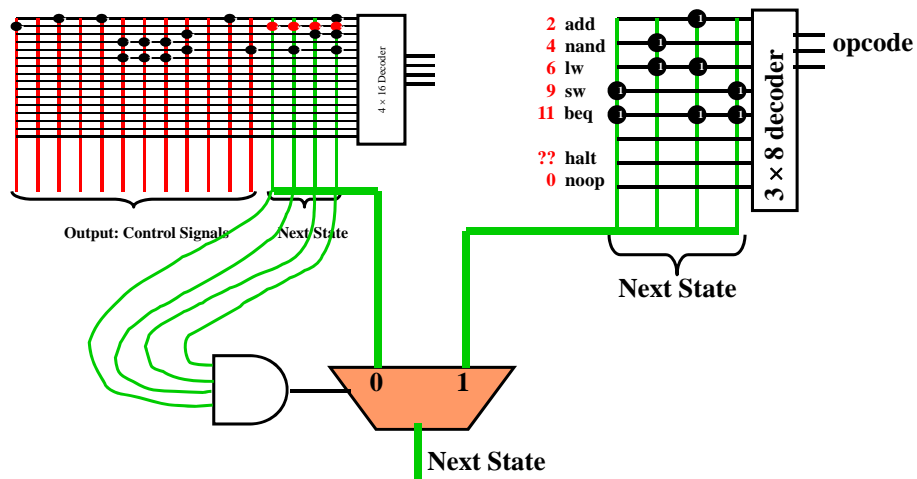 4 × 16 Decoder
Output: Control Signals
Next State
2 add
4 nand
6 lw
9 sw
11 beq
?? halt
0 noop
1
1
1 1
1 1
1 1 1
3 × 8 decoder
opcode
Next State
0 1
Next State